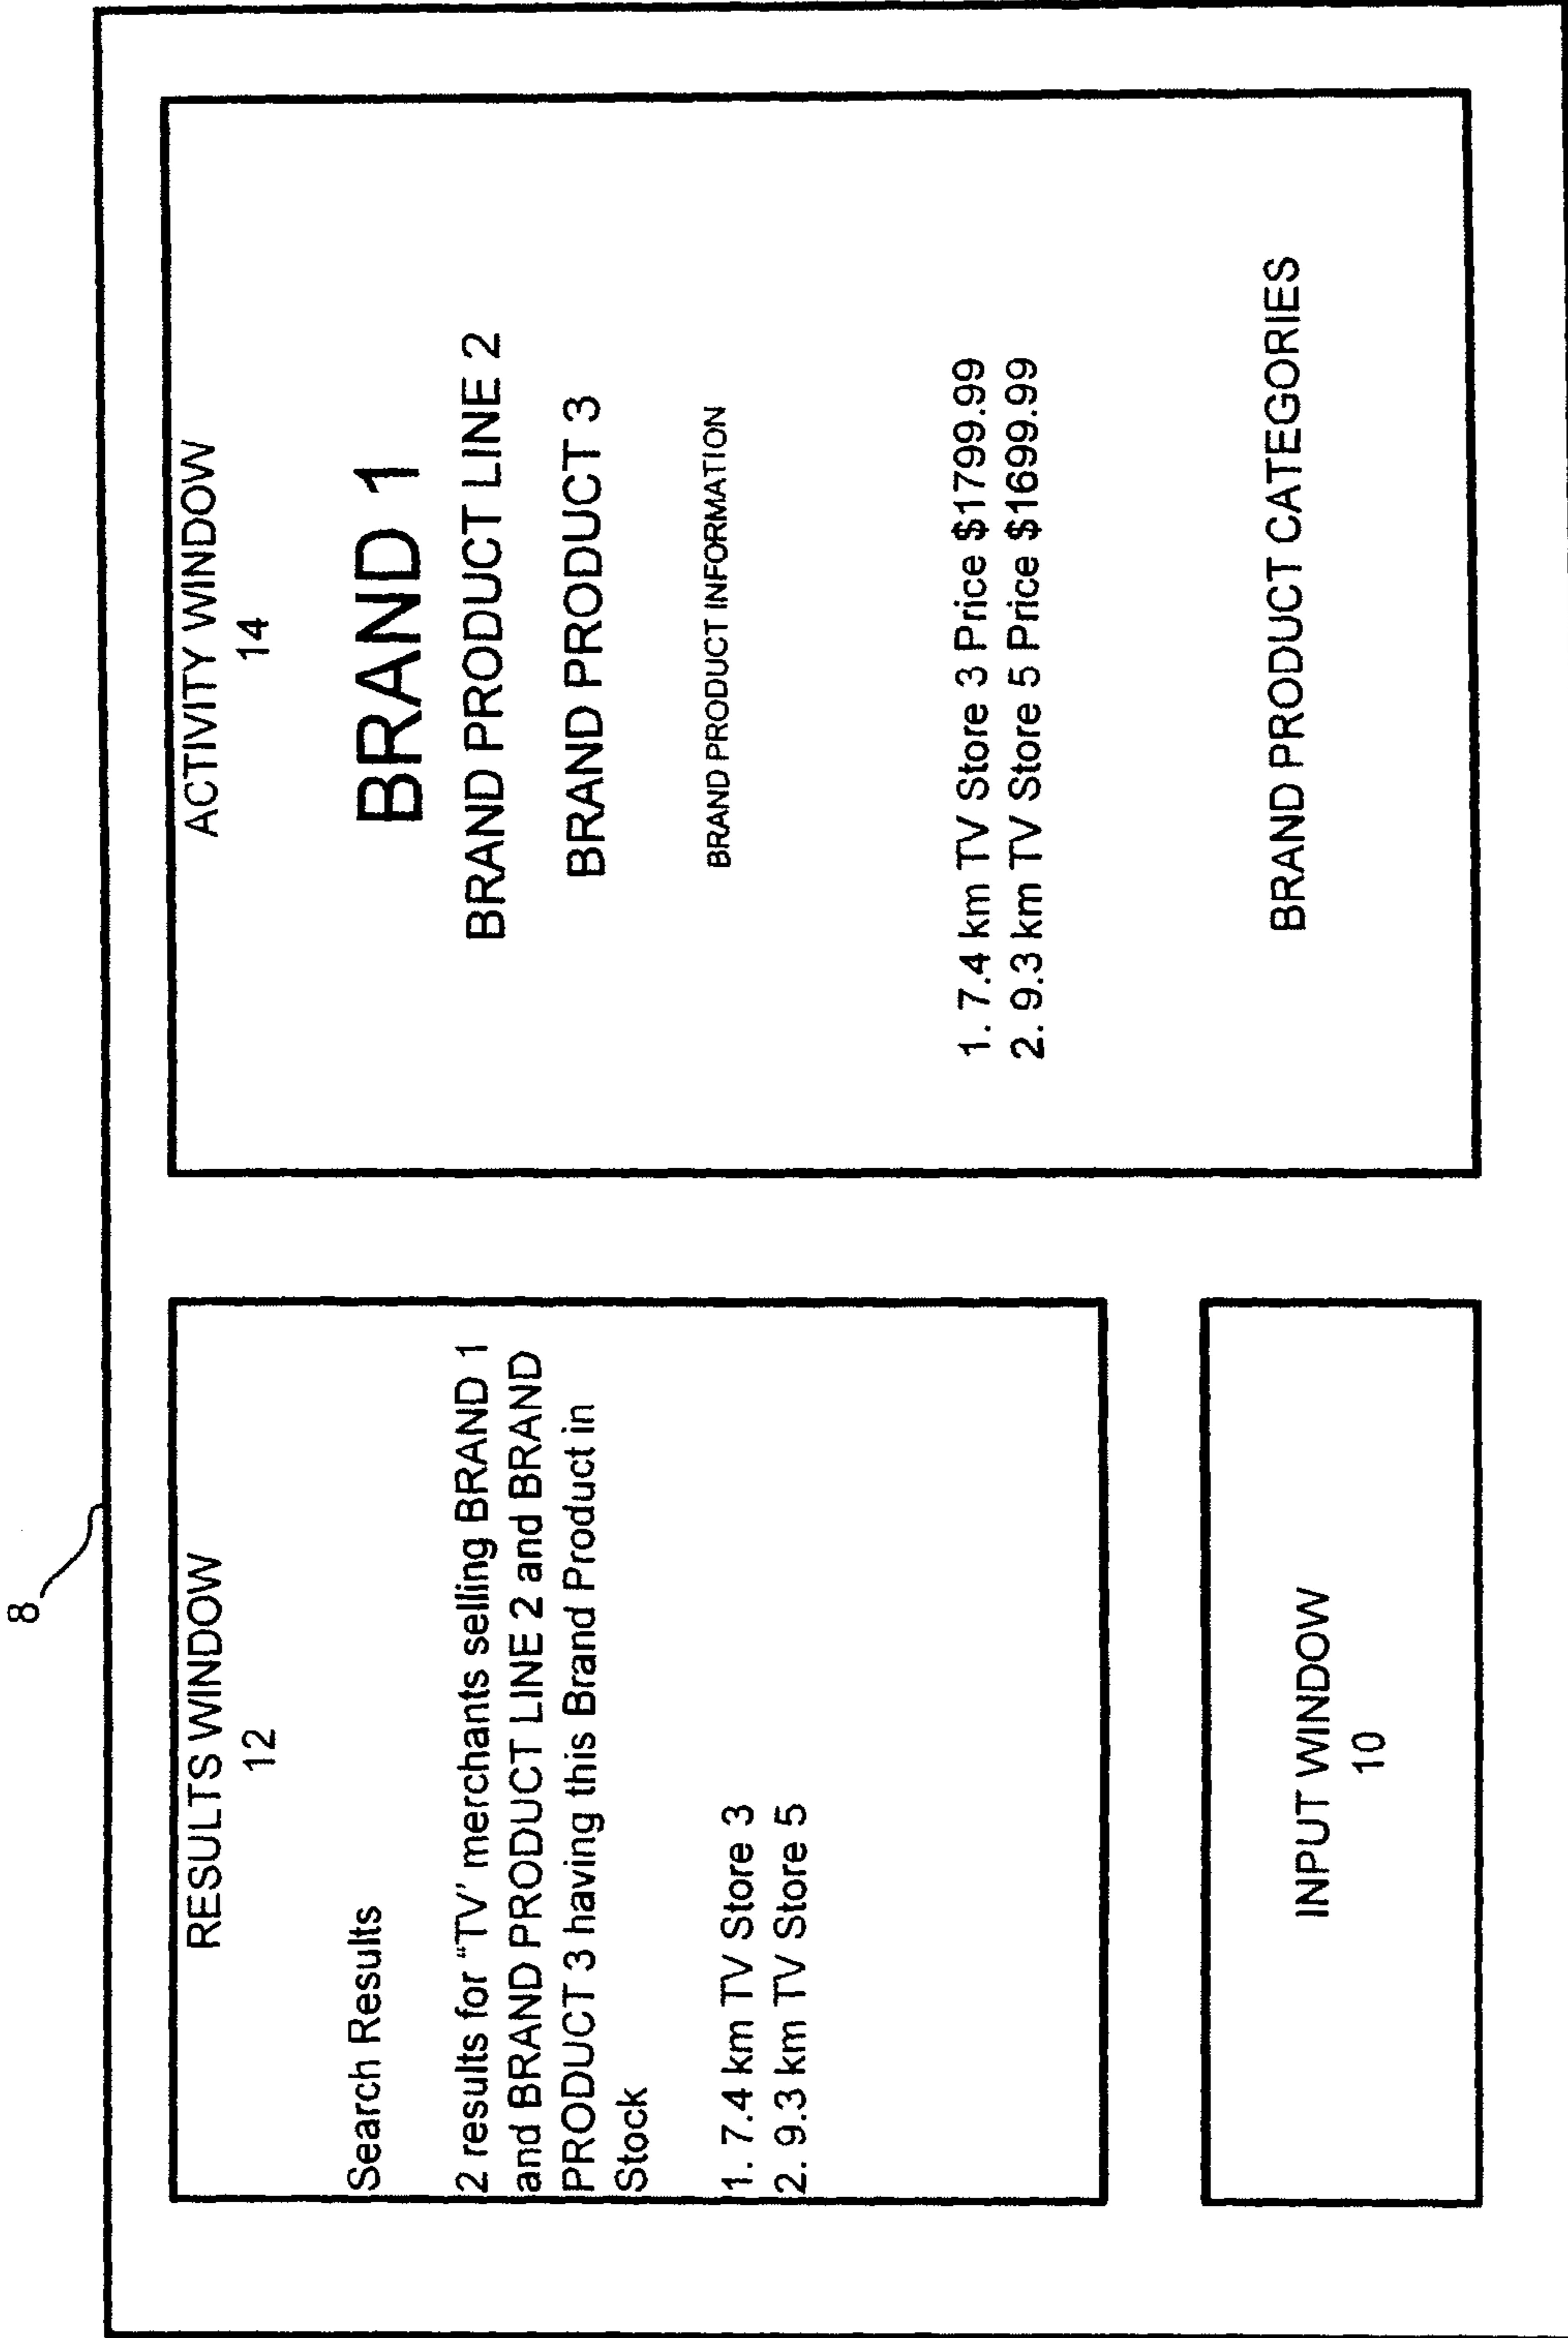 8
RESULTS WINDOW
12
Search Results
2 results for "TV' merchants selling BRAND 1
and BRAND PRODUCT LINE 2 and BRAND
PRODUCT 3 having this Brand Product in
Stock
1. 7.4 km TV Store 3
2. 9.3 km TV Store 5
INPUT WINDOW
10
ACTIVITY WINDOW
14
BRAND 1
BRAND PRODUCT LINE 2
BRAND PRODUCT 3
BRAND PRODUCT INFORMATION
1. 7.4 km TV Store 3 Price $1799.99
2. 9.3 km TV Store 5 Price $1699.99
BRAND PRODUCT CATEGORIES